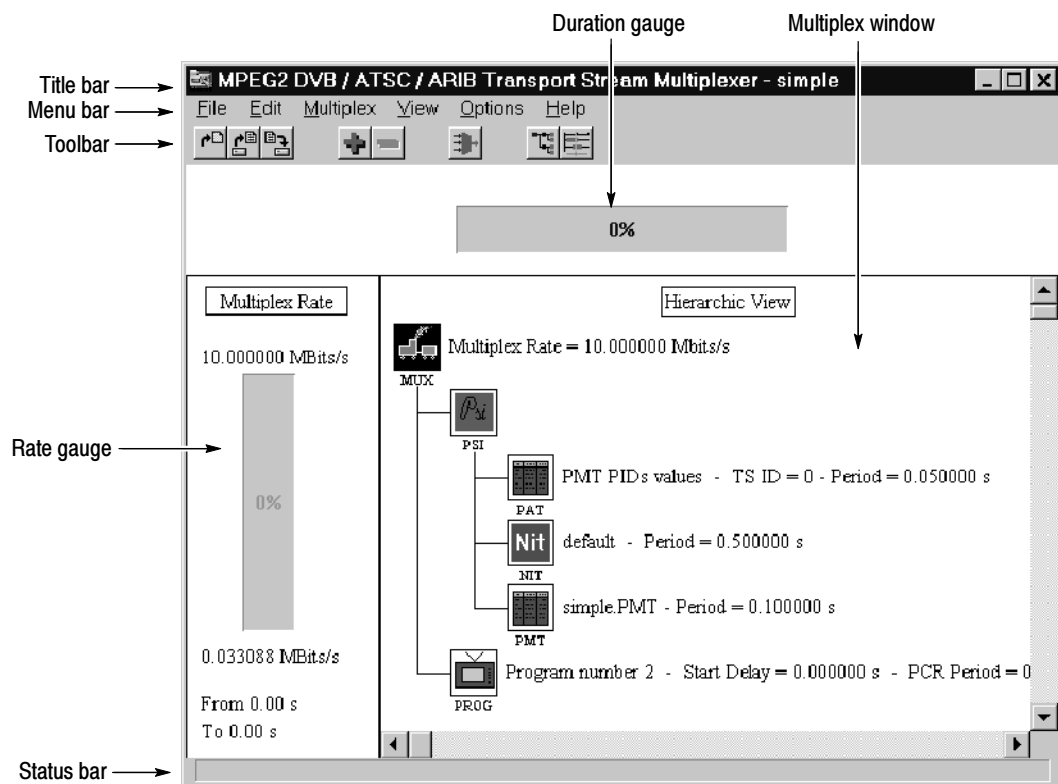 Duration gauge
Multiplex window
Title bar
MPEG2 DVB / ATSC / ARIB Transport Stream Multiplexer - simple
Menu bar
File Edit Multiplex View Options Help
Toolbar
0%
Multiplex Rate
Hierarchic View
10.000000 MBits/s
Multiplex Rate = 10.000000 Mbits/s
MUX
Psi
PSI
Rate gauge
0%
PMT PIDs values - TS ID = 0 - Period = 0.050000 s
PAT
Nit
default - Period = 0.500000 s
NIT
simple.PMT - Period = 0.100000 s
PMT
0.033088 MBits/s
Program number 2 - Start Delay = 0.000000 s - PCR Period = 0
PROG
From 0.00 s
To 0.00 s
Status bar